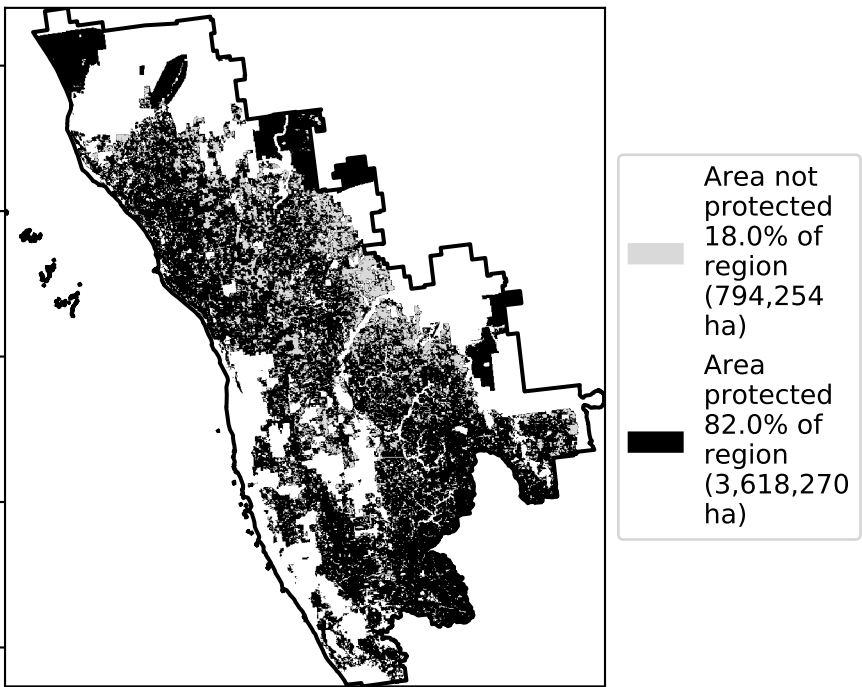 Area not
protected
18.0% of
region
(794,254
ha)
Area
protected
82.0% of
region
(3,618,270
ha)